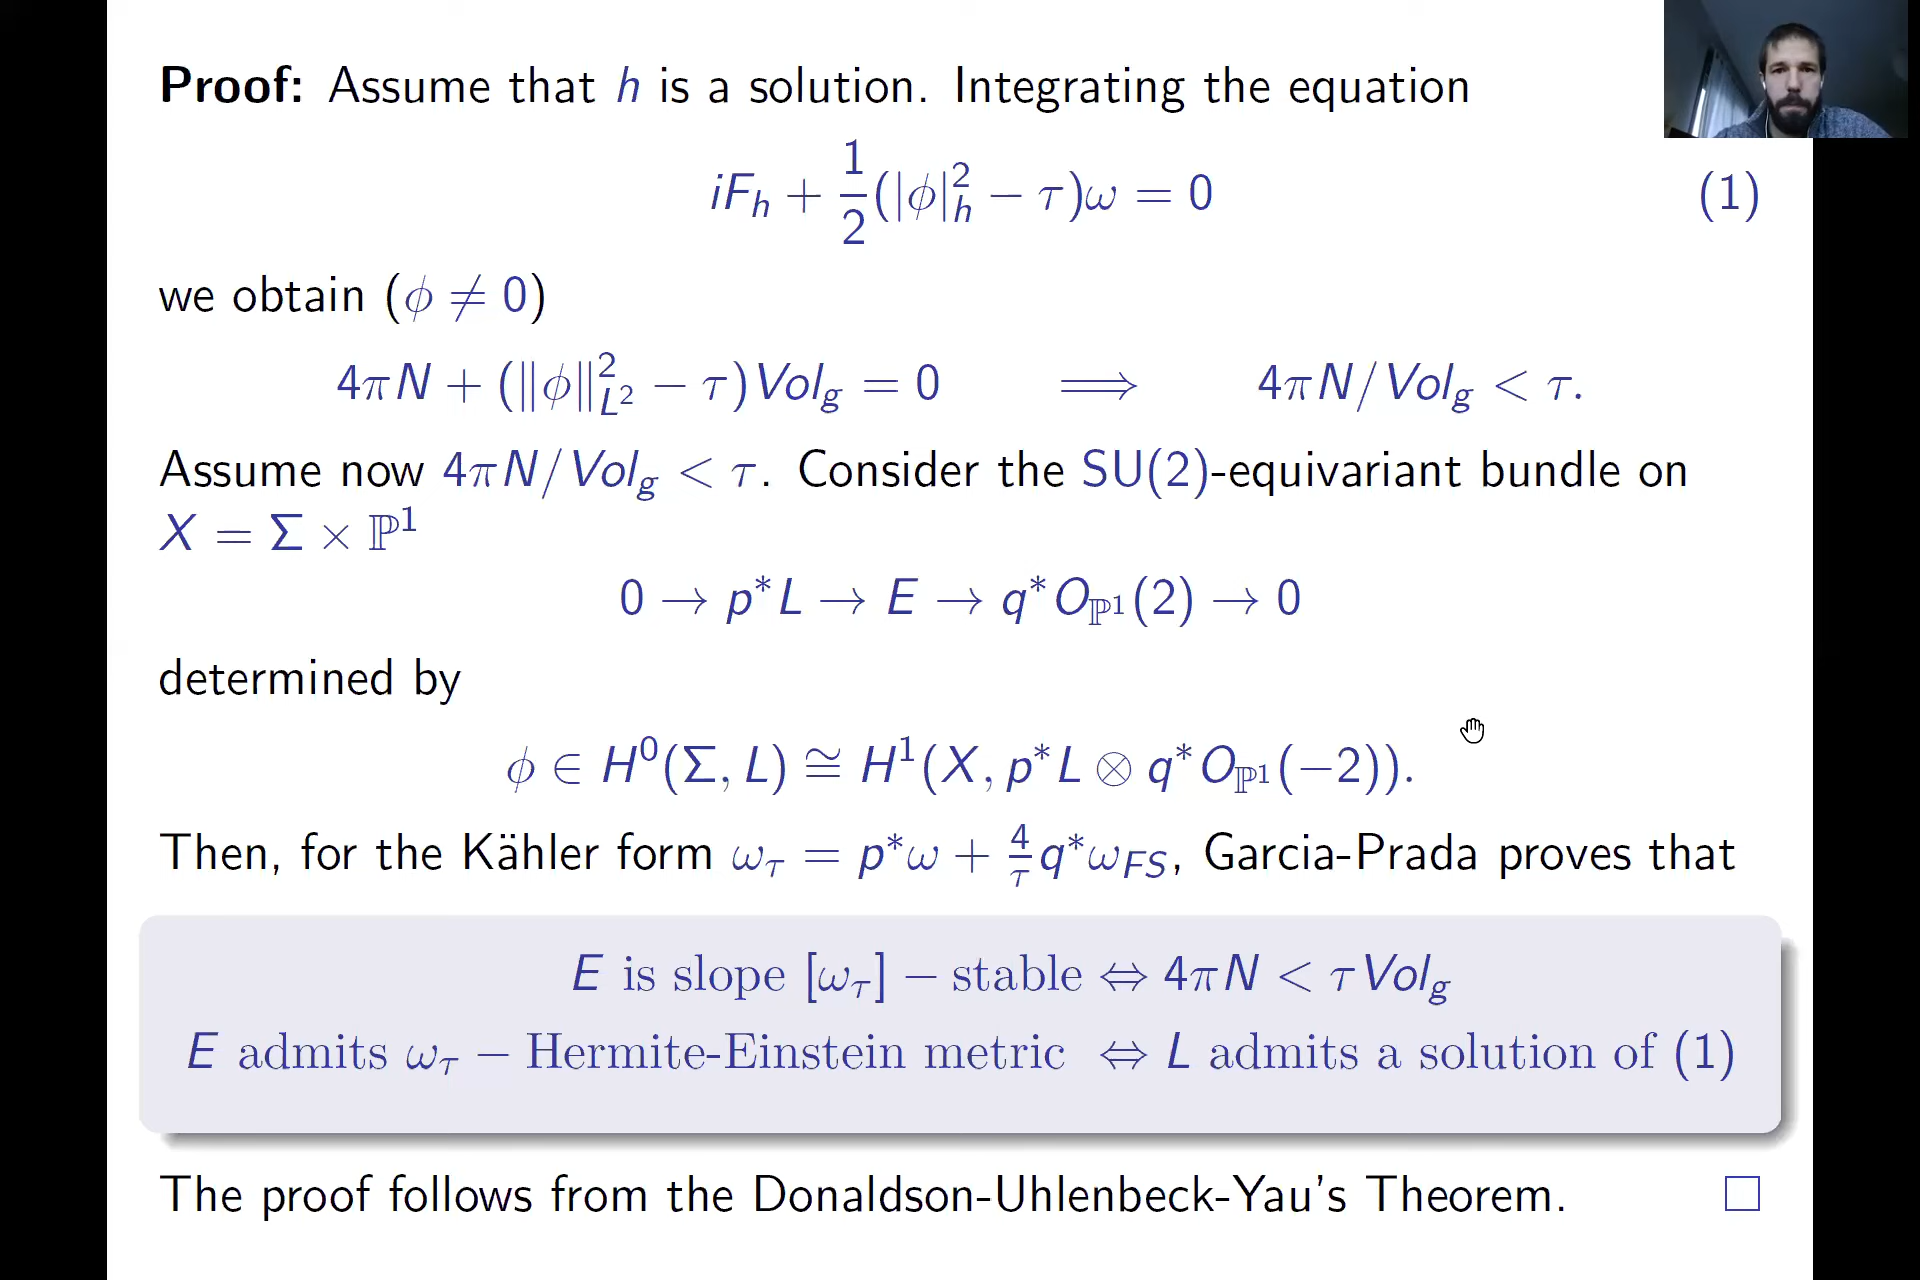 Proof: Assume that h is a solution. Integrating the equation
iF_h + \frac{1}{2}(|ϕ|_h^2 − τ)ω = 0 (1)
we obtain (ϕ ≠ 0)
4πN + (‖ϕ‖_{L^2}^2 − τ)Vol_g = 0 ⟹ 4πN/Vol_g < τ.
Assume now 4πN/Vol_g < τ. Consider the SU(2)-equivariant bundle on
X = Σ × ℙ^1
0 → p^*L → E → q^*O_{ℙ^1}(2) → 0
determined by
ϕ ∈ H^0(Σ, L) ≅ H^1(X, p^*L ⊗ q^*O_{ℙ^1}(−2)).
Then, for the Kähler form ω_τ = p^*ω + \frac{4}{τ}q^*ω_{FS}, Garcia-Prada proves that
E is slope [ω_τ] − stable ⇔ 4πN < τVol_g
E admits ω_τ − Hermite-Einstein metric ⇔ L admits a solution of (1)
The proof follows from the Donaldson-Uhlenbeck-Yau's Theorem. □